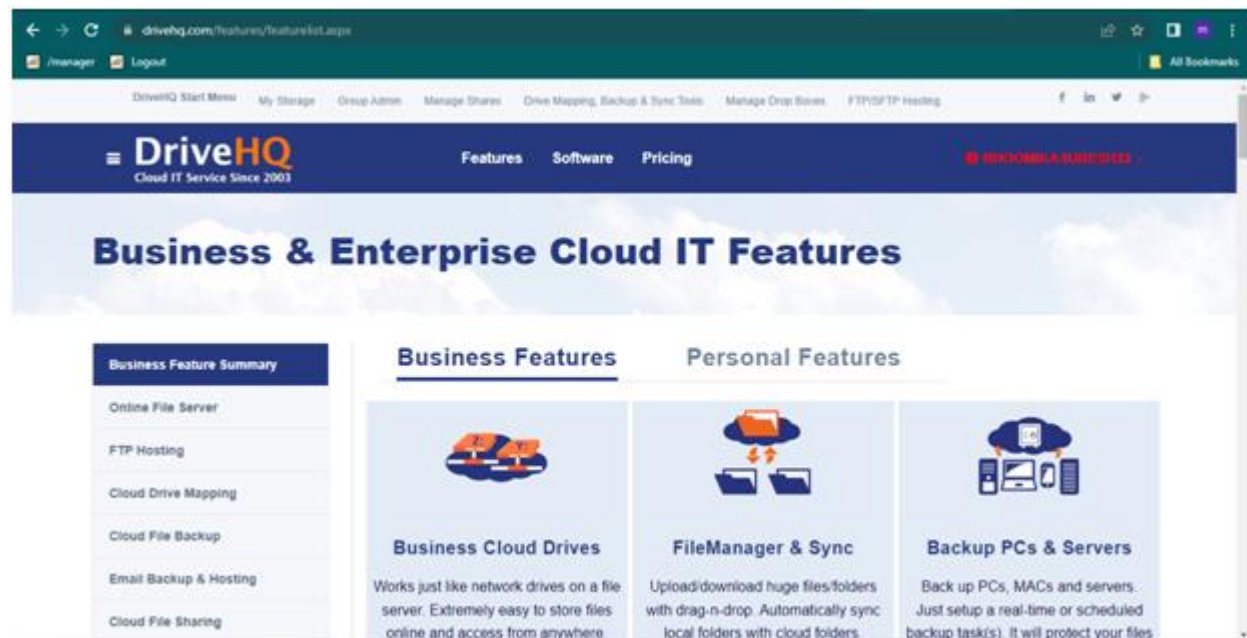 drivehq.com/features/featurelist.aspx
/manager Logout All Bookmarks
DriveHQ Start Menu My Storage Group Admin Manage Shares Drive Mapping, Backup & Sync Tools Manage Drop Boxes FTP/SFTP Hosting
DriveHQ
Cloud IT Service Since 2003
Features Software Pricing
Business & Enterprise Cloud IT Features
Business Feature Summary
Online File Server
FTP Hosting
Cloud Drive Mapping
Cloud File Backup
Email Backup & Hosting
Cloud File Sharing
Business Features Personal Features
Z: Y:
Business Cloud Drives
Works just like network drives on a file
server. Extremely easy to store files
online and access from anywhere
FileManager & Sync
Upload/download huge files/folders
with drag-n-drop. Automatically sync
local folders with cloud folders.
Backup PCs & Servers
Back up PCs, MACs and servers.
Just setup a real-time or scheduled
backup task(s). It will protect your files